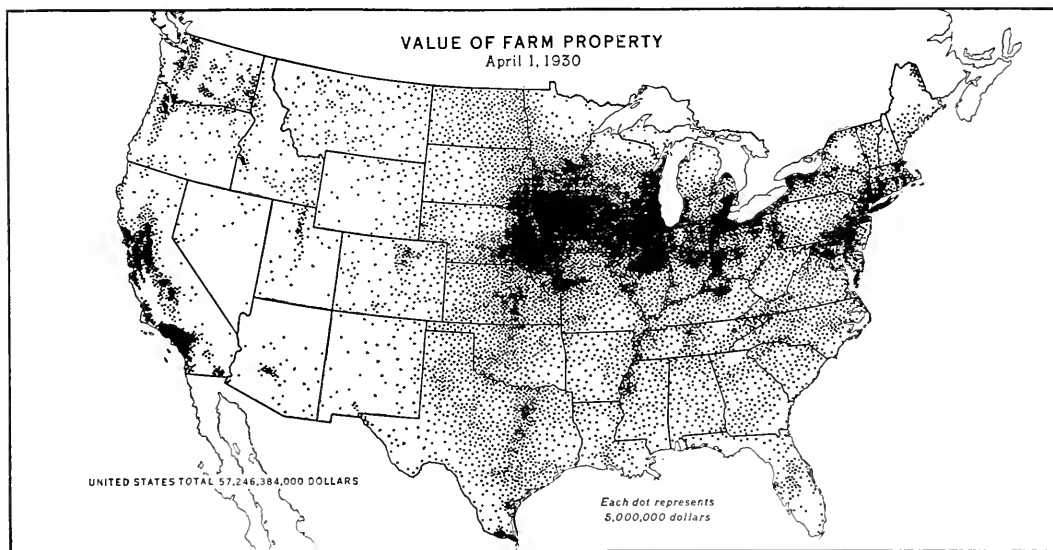 VALUE OF FARM PROPERTY
April 1, 1930
UNITED STATES TOTAL 57,246,384,000 DOLLARS
Each dot represents
5,000,000 dollars